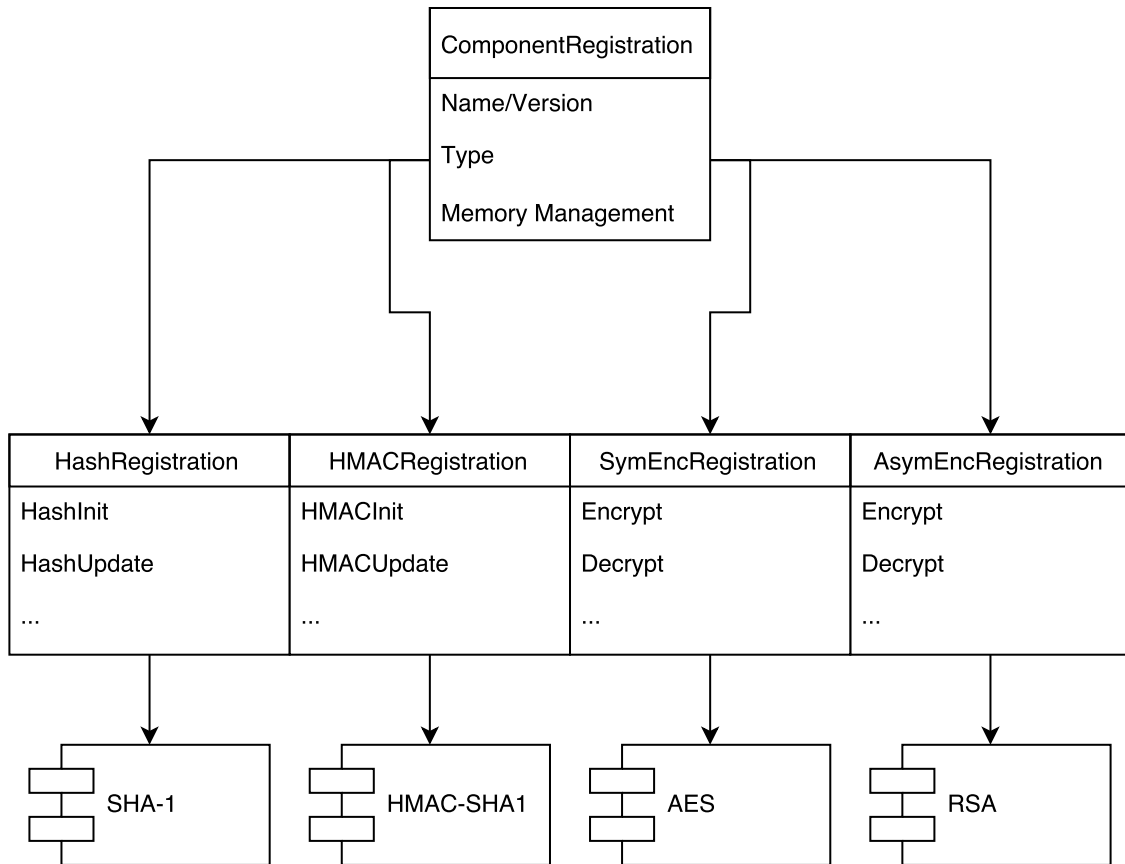 ComponentRegistration
Name/Version
Type
Memory Management
HashRegistration
HashInit
HashUpdate
...
HMACRegistration
HMACInit
HMACUpdate
...
SymEncRegistration
Encrypt
Decrypt
...
AsymEncRegistration
Encrypt
Decrypt
...
SHA-1
HMAC-SHA1
AES
RSA